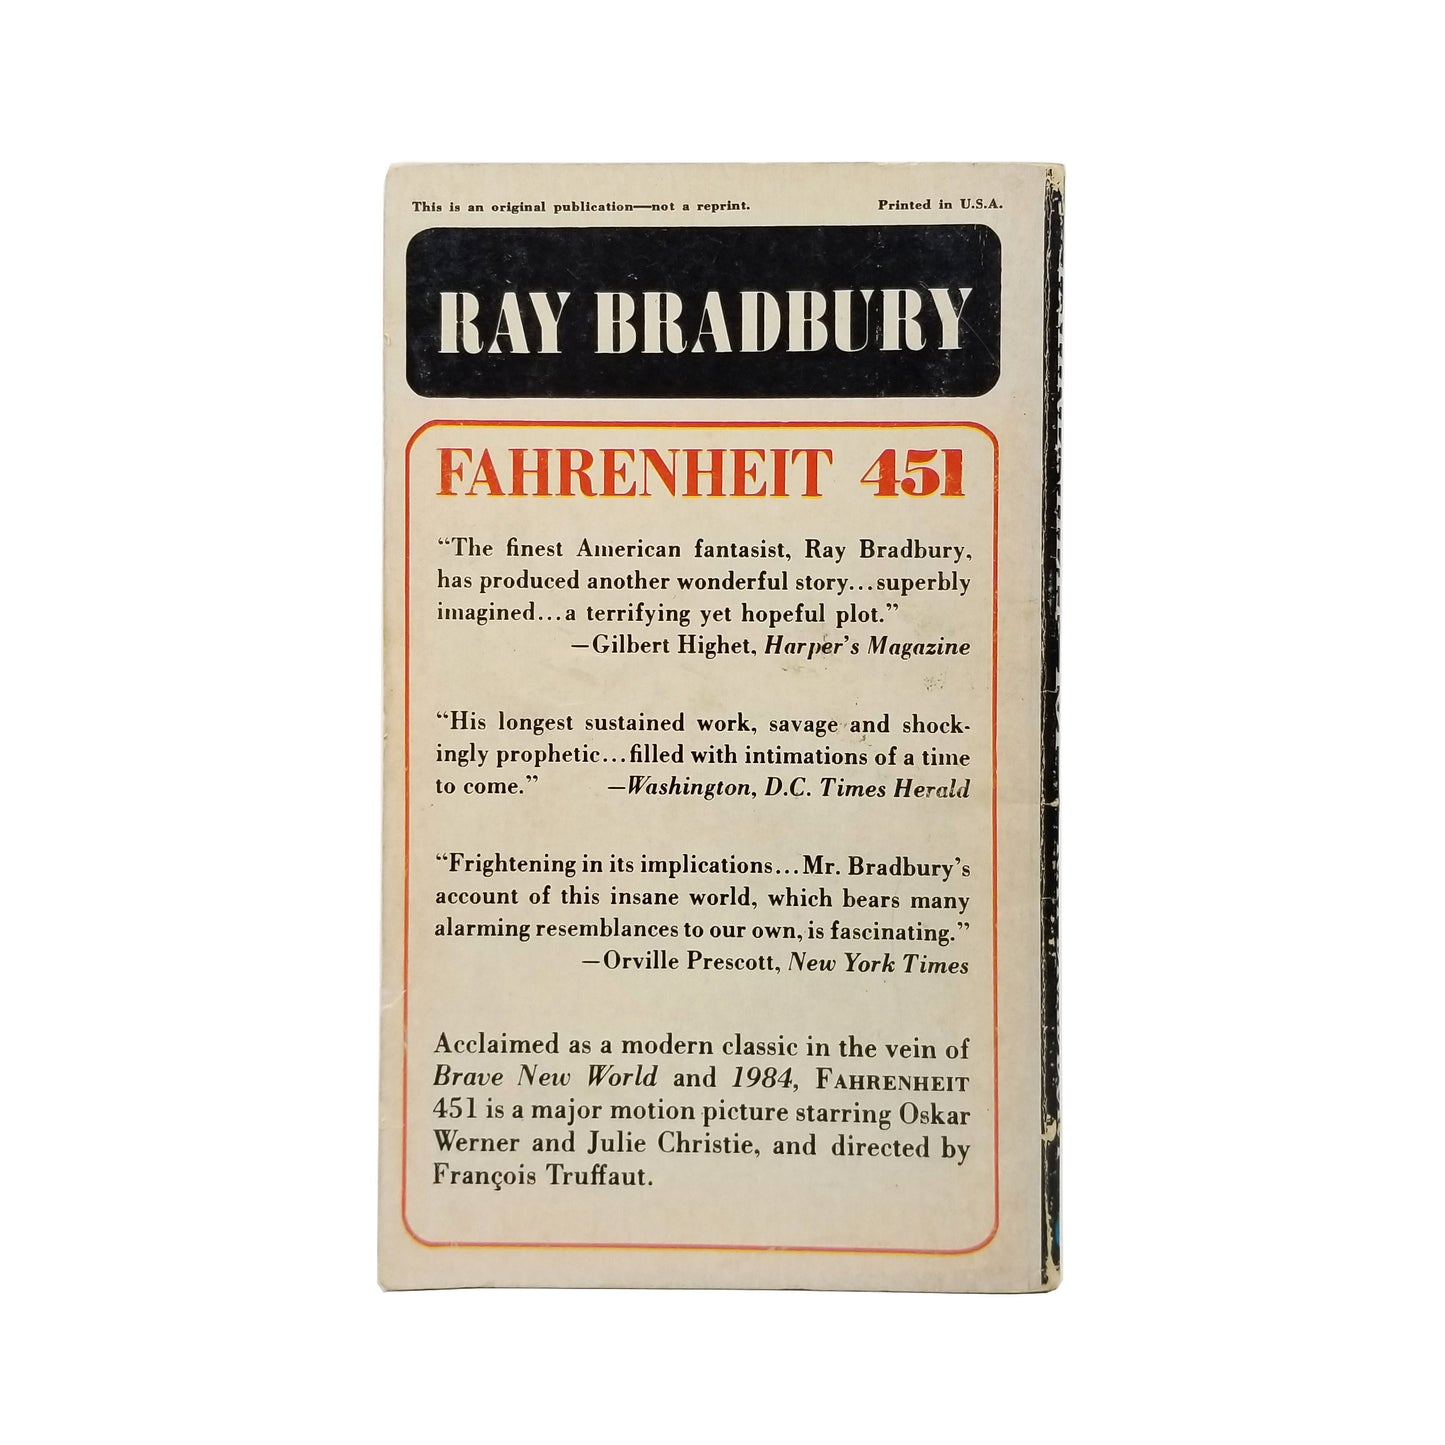 This is an original publication—not a reprint. Printed in U.S.A.
RAY BRADBURY
FAHRENHEIT 451
“The finest American fantasist, Ray Bradbury,
has produced another wonderful story...superbly
imagined...a terrifying yet hopeful plot.”
—Gilbert Highet, Harper's Magazine
“His longest sustained work, savage and shock-
ingly prophetic...filled with intimations of a time
to come.” —Washington, D.C. Times Herald
“Frightening in its implications...Mr. Bradbury's
account of this insane world, which bears many
alarming resemblances to our own, is fascinating.”
—Orville Prescott, New York Times
Acclaimed as a modern classic in the vein of
Brave New World and 1984, FAHRENHEIT
451 is a major motion picture starring Oskar
Werner and Julie Christie, and directed by
François Truffaut.